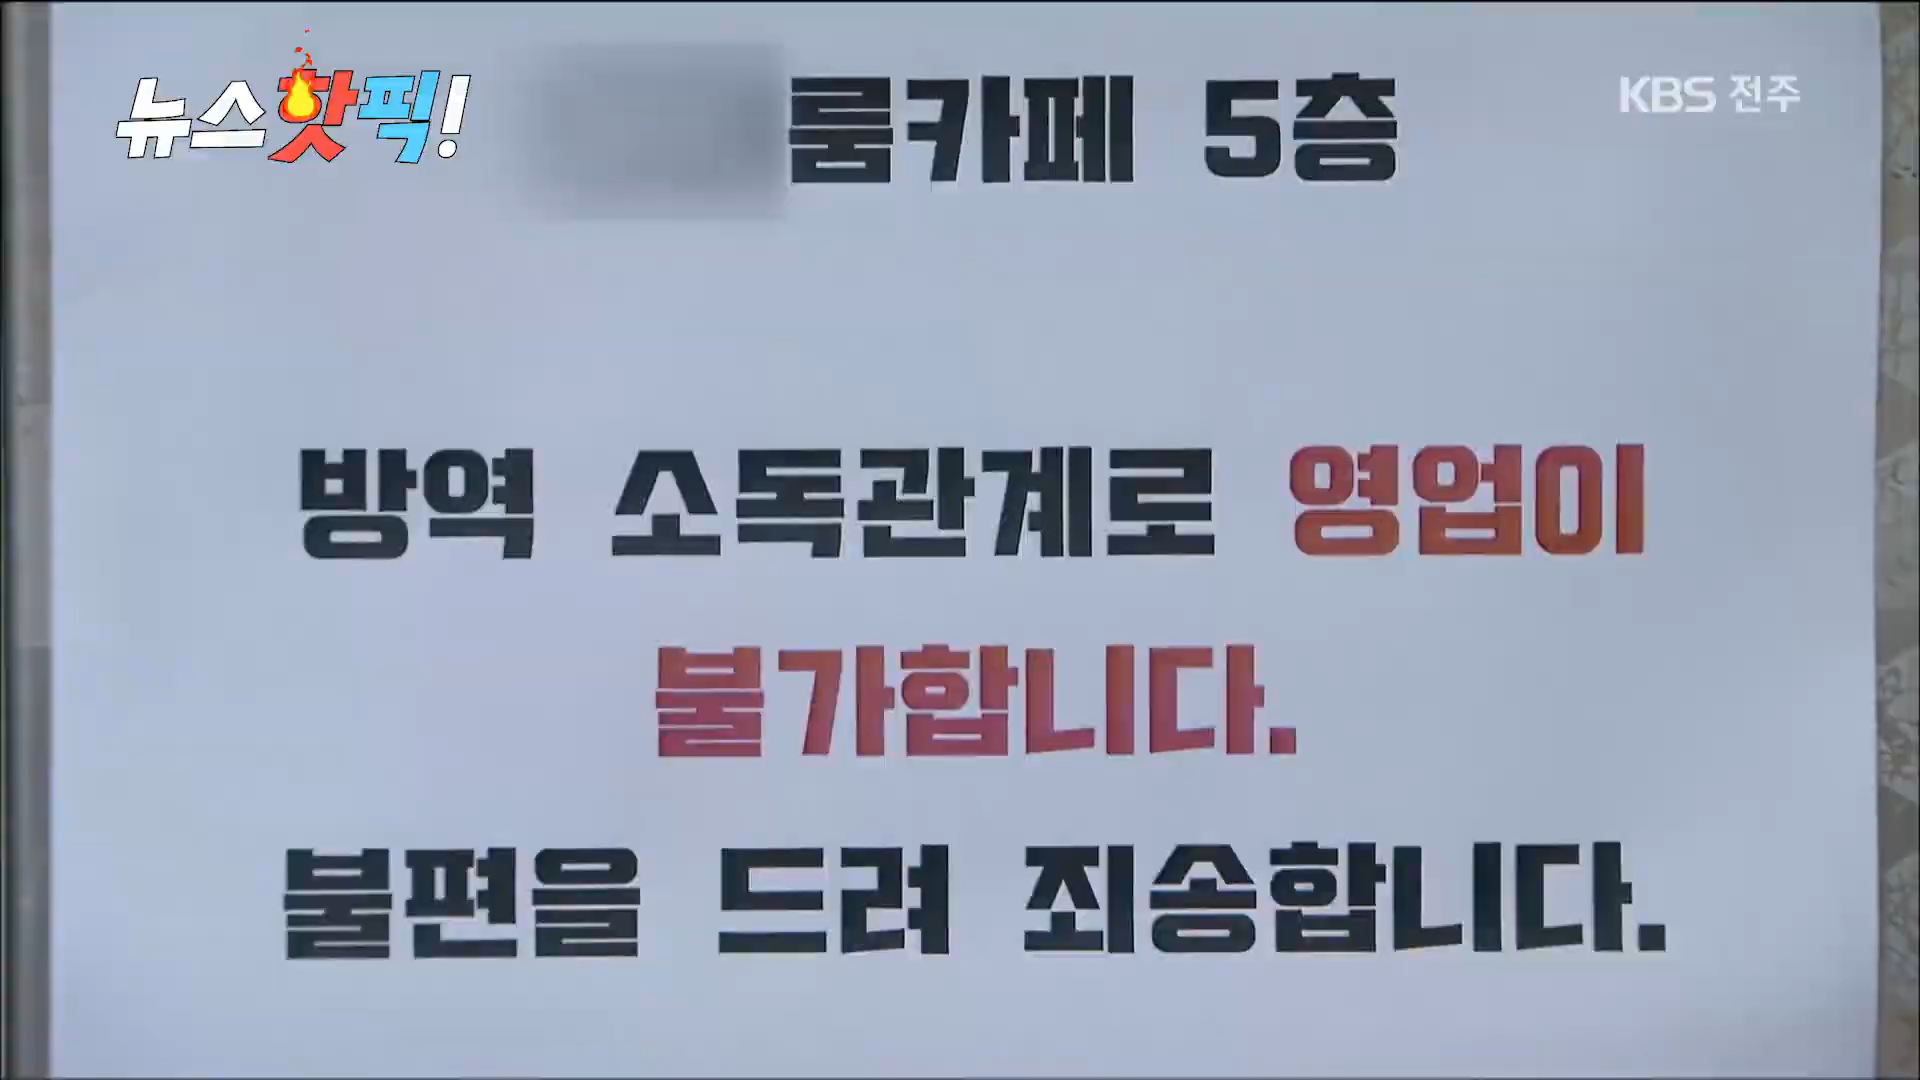 뉴스핫픽!
룸카페 5층
KBS 전주
방역 소독관계로 영업이
불가합니다.
불편을 드려 죄송합니다.